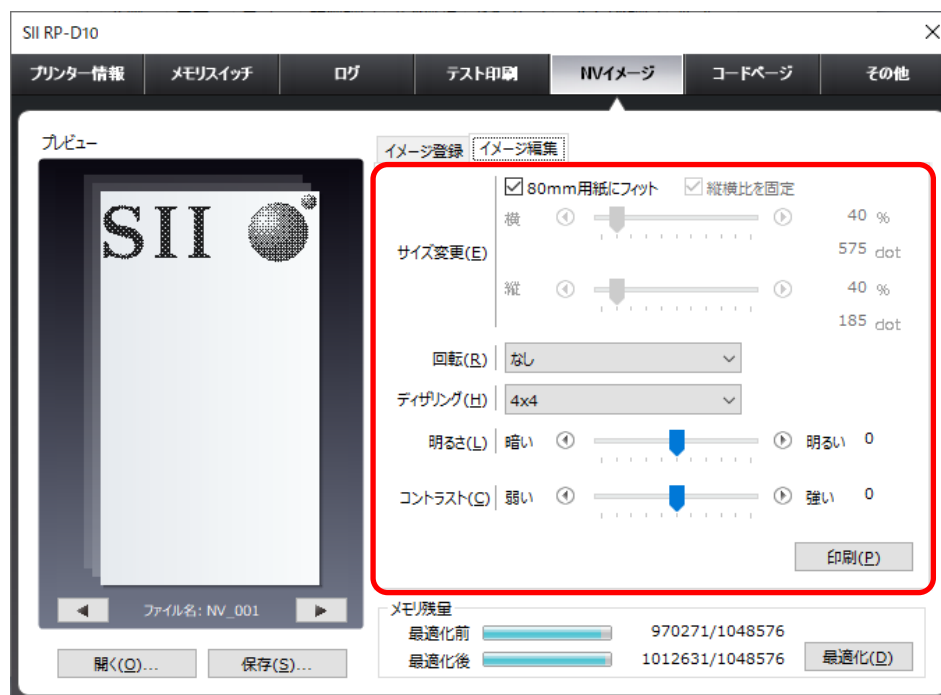 SII RP-D10
プリンター情報 メモリスイッチ ログ テスト印刷 NVイメージ コードページ その他
プレビュー
イメージ登録 イメージ編集
SII
80mm用紙にフィット 縦横比を固定
サイズ変更(E)
横 40 %
575 dot
縦 40 %
185 dot
回転(R) なし
ディザリング(H) 4x4
明るさ(L) 暗い 明るい 0
コントラスト(C) 弱い 強い 0
印刷(P)
ファイル名: NV_001
開く(O)... 保存(S)...
メモリ残量
最適化前 970271/1048576
最適化後 1012631/1048576 最適化(D)